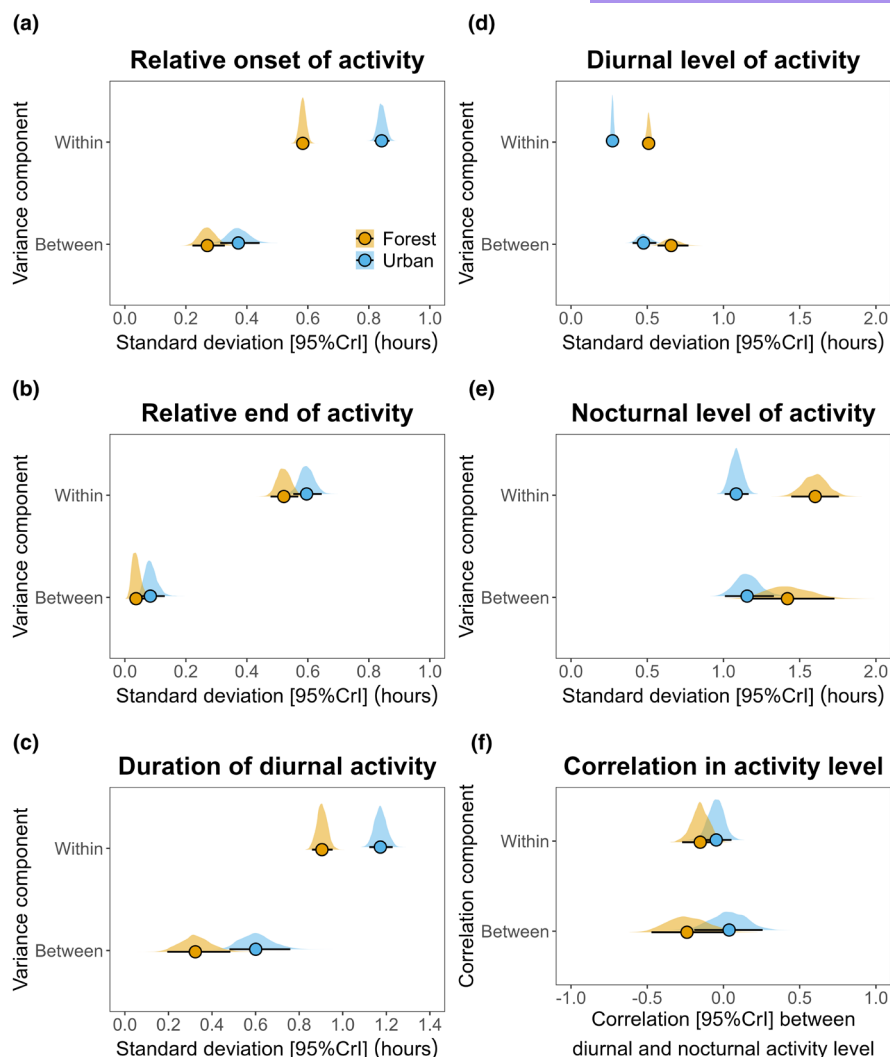 (a)
Relative onset of activity
Variance component
Within
Between
Forest
Urban
0.0 0.2 0.4 0.6 0.8 1.0
Standard deviation [95%CrI] (hours)
(b)
Relative end of activity
Variance component
Within
Between
0.0 0.2 0.4 0.6 0.8 1.0
Standard deviation [95%CrI] (hours)
(c)
Duration of diurnal activity
Variance component
Within
Between
0.0 0.2 0.4 0.6 0.8 1.0 1.2 1.4
Standard deviation [95%CrI] (hours)
(d)
Diurnal level of activity
Variance component
Within
Between
0.0 0.5 1.0 1.5 2.0
Standard deviation [95%CrI] (hours)
(e)
Nocturnal level of activity
Variance component
Within
Between
0.0 0.5 1.0 1.5 2.0
Standard deviation [95%CrI] (hours)
(f)
Correlation in activity level
Correlation component
Within
Between
-1.0 -0.5 0.0 0.5 1.0
Correlation [95%CrI] between
diurnal and nocturnal activity level